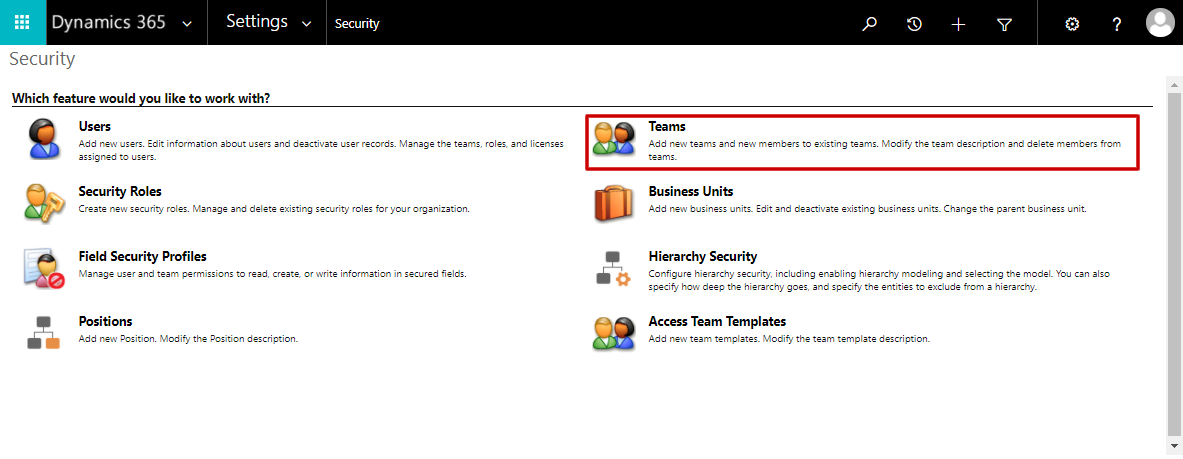 Dynamics 365
Settings
Security
Security
Which feature would you like to work with?
Users
Add new users. Edit information about users and deactivate user records. Manage the teams, roles, and licenses
assigned to users.
Teams
Add new teams and new members to existing teams. Modify the team description and delete members from
teams.
Security Roles
Create new security roles. Manage and delete existing security roles for your organization.
Business Units
Add new business units. Edit and deactivate existing business units. Change the parent business unit.
Field Security Profiles
Manage user and team permissions to read, create, or write information in secured fields.
Hierarchy Security
Configure hierarchy security, including enabling hierarchy modeling and selecting the model. You can also
specify how deep the hierarchy goes, and specify the entities to exclude from a hierarchy.
Positions
Add new Position. Modify the Position description.
Access Team Templates
Add new team templates. Modify the team template description.